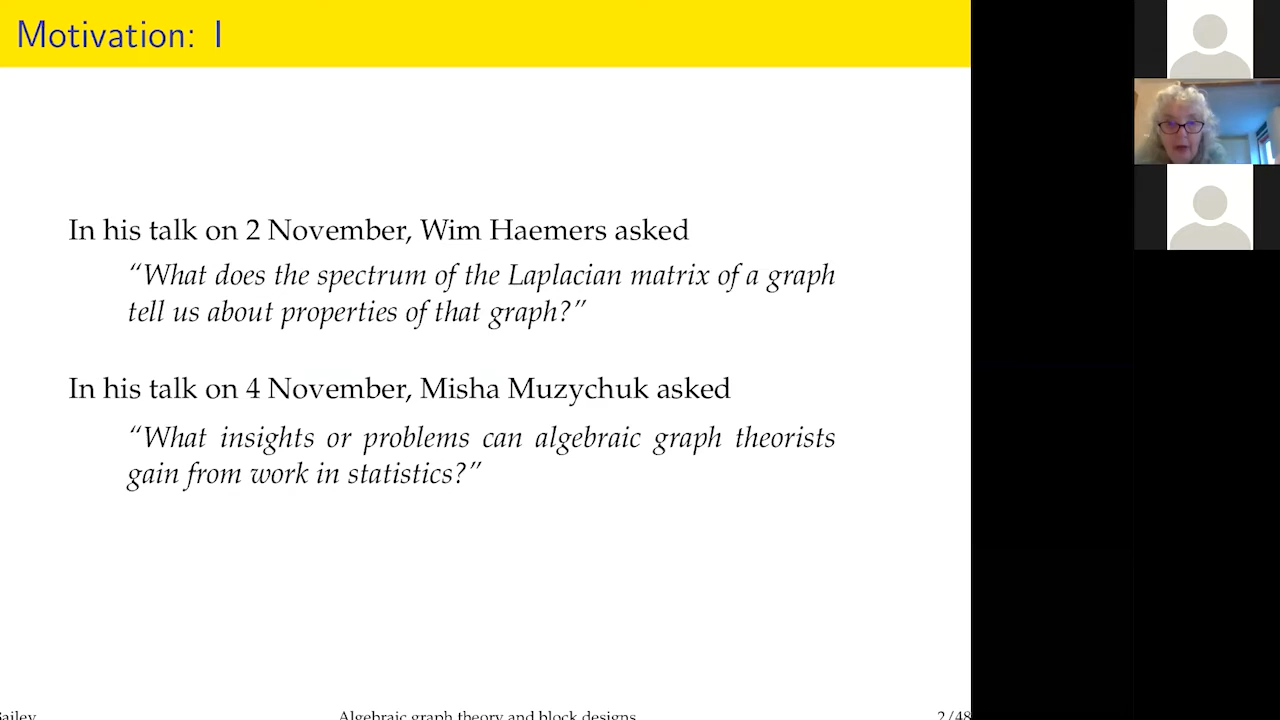 Motivation: I
In his talk on 2 November, Wim Haemers asked
“What does the spectrum of the Laplacian matrix of a graph
tell us about properties of that graph?”
In his talk on 4 November, Misha Muzychuk asked
“What insights or problems can algebraic graph theorists
gain from work in statistics?”
Bailey
Algebraic graph theory and block designs
2/48